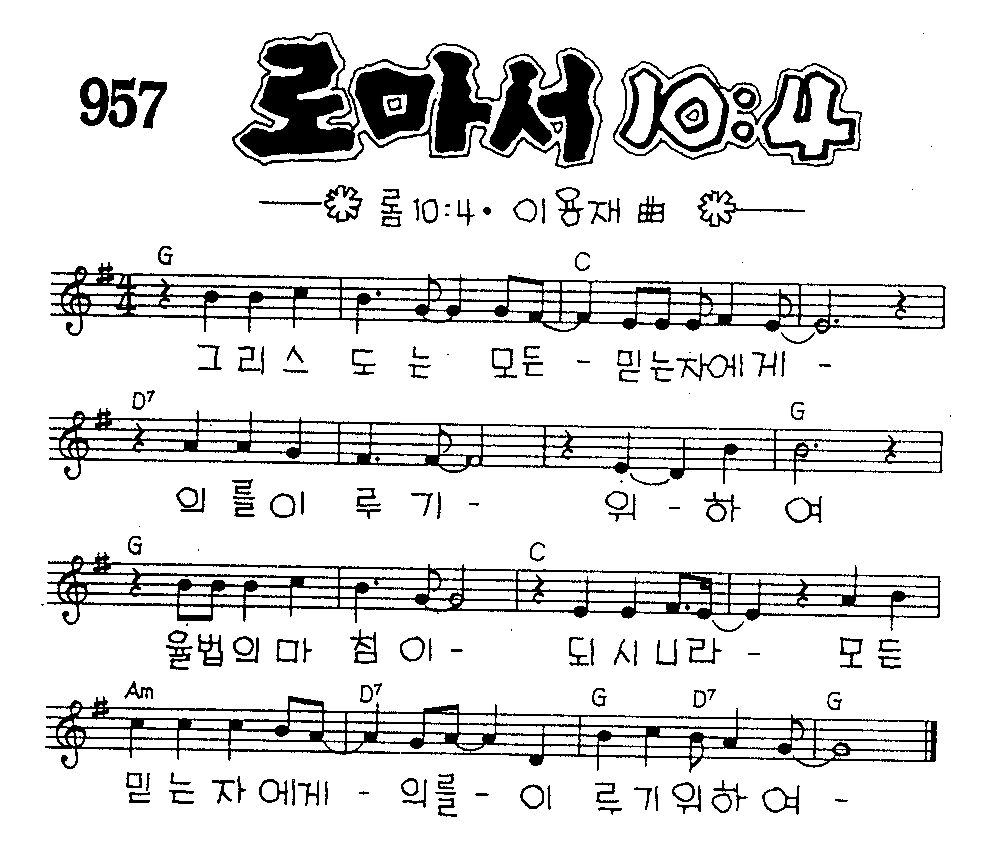 957 로마서 10:4
롬10:4 • 이용재 曲
G C
그리스 도 는 모든 - 믿는자에게 -
D7 G
의 를이 루 기 - 위 - 하 여
G C
율법의 마 침 이 - 되 시 니라 - 모 든
Am D7 G D7 G
믿 는 자 에게 - 의를 - 이 루기위하 여 -